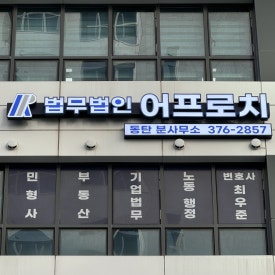 법무법인 어프로치
동탄 분사무소 376-2857
민형사
부동산
기업법무
노동행정
변호사
최우준